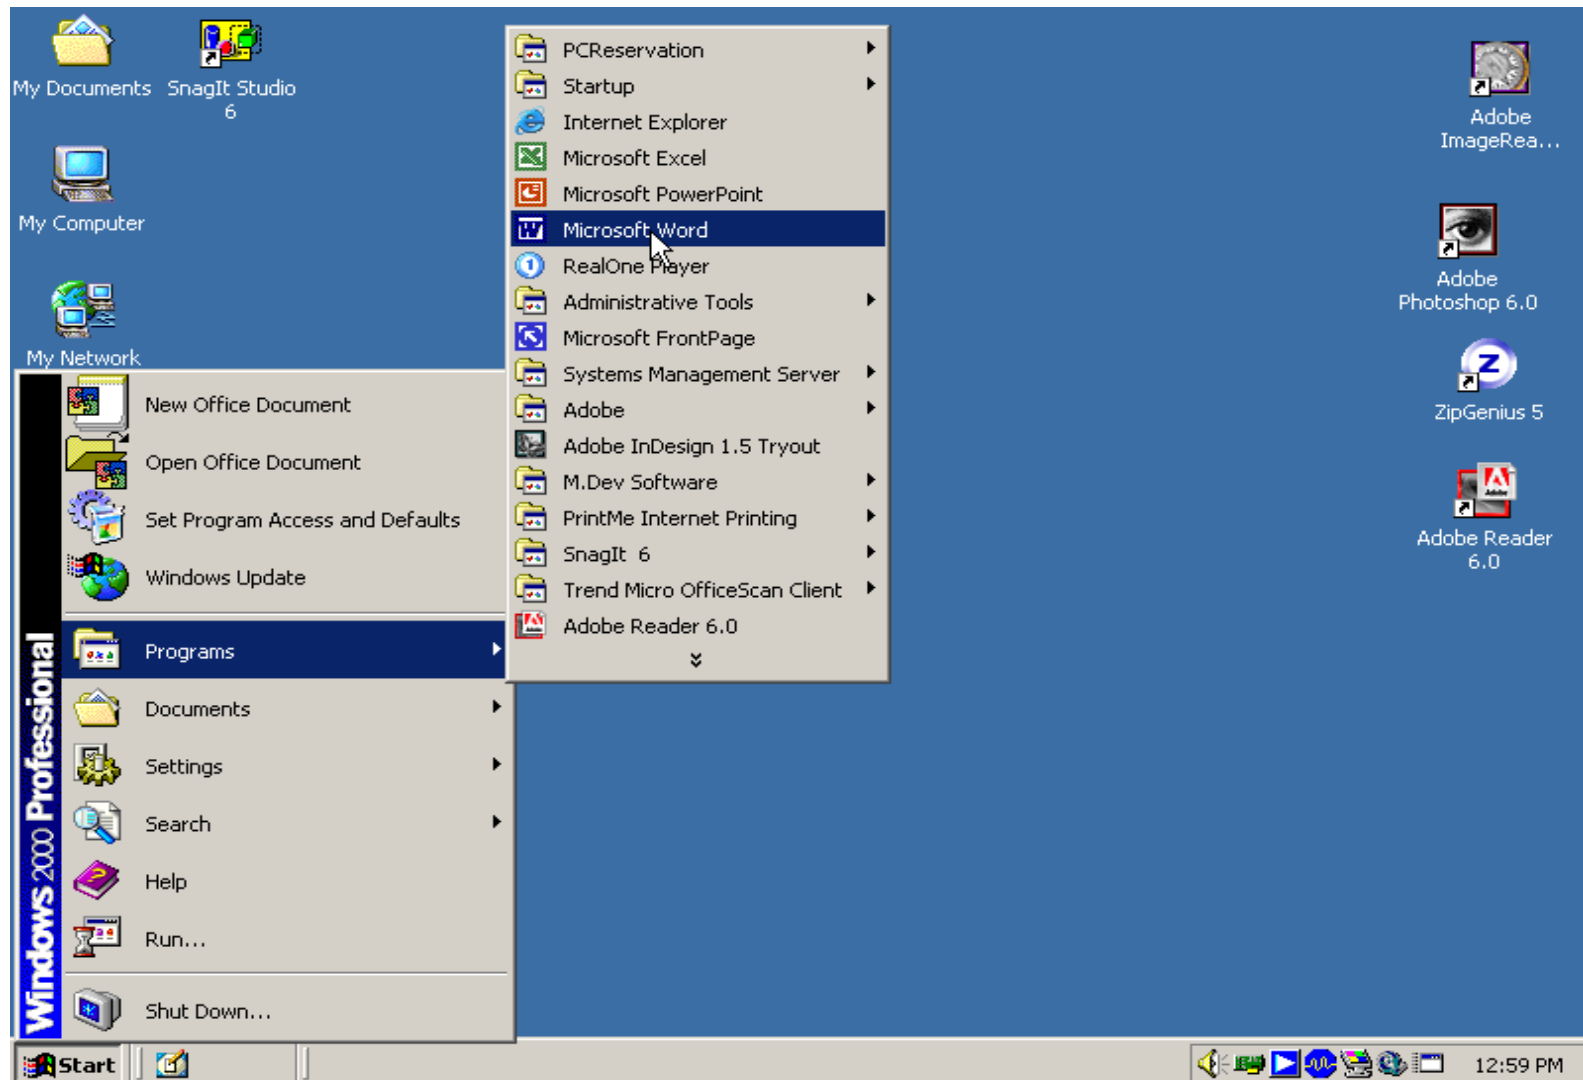 My Documents
SnagIt Studio
6
My Computer
My Network
Adobe
ImageRea...
Adobe
Photoshop 6.0
ZipGenius 5
Adobe Reader
6.0
PCReservation
Startup
Internet Explorer
Microsoft Excel
Microsoft PowerPoint
Microsoft Word
RealOne Player
Administrative Tools
Microsoft FrontPage
Systems Management Server
Adobe
Adobe InDesign 1.5 Tryout
M.Dev Software
PrintMe Internet Printing
SnagIt 6
Trend Micro OfficeScan Client
Adobe Reader 6.0
New Office Document
Open Office Document
Set Program Access and Defaults
Windows Update
Programs
Documents
Settings
Search
Help
Run...
Shut Down...
Windows 2000 Professional
Start
12:59 PM